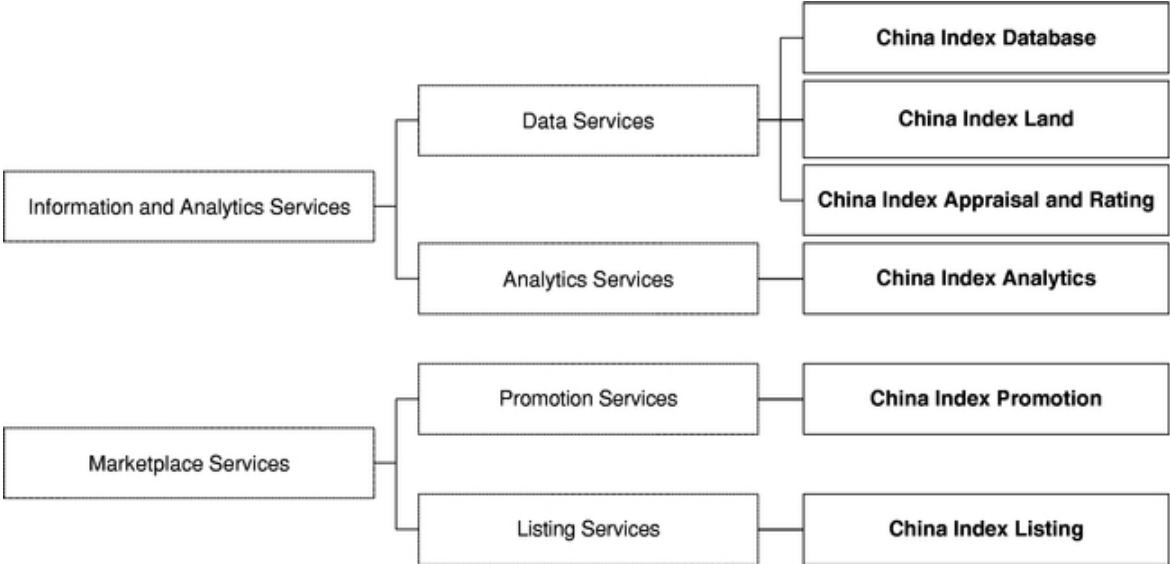 China Index Database
Data Services
China Index Land
Information and Analytics Services
China Index Appraisal and Rating
Analytics Services
China Index Analytics
Promotion Services
China Index Promotion
Marketplace Services
Listing Services
China Index Listing